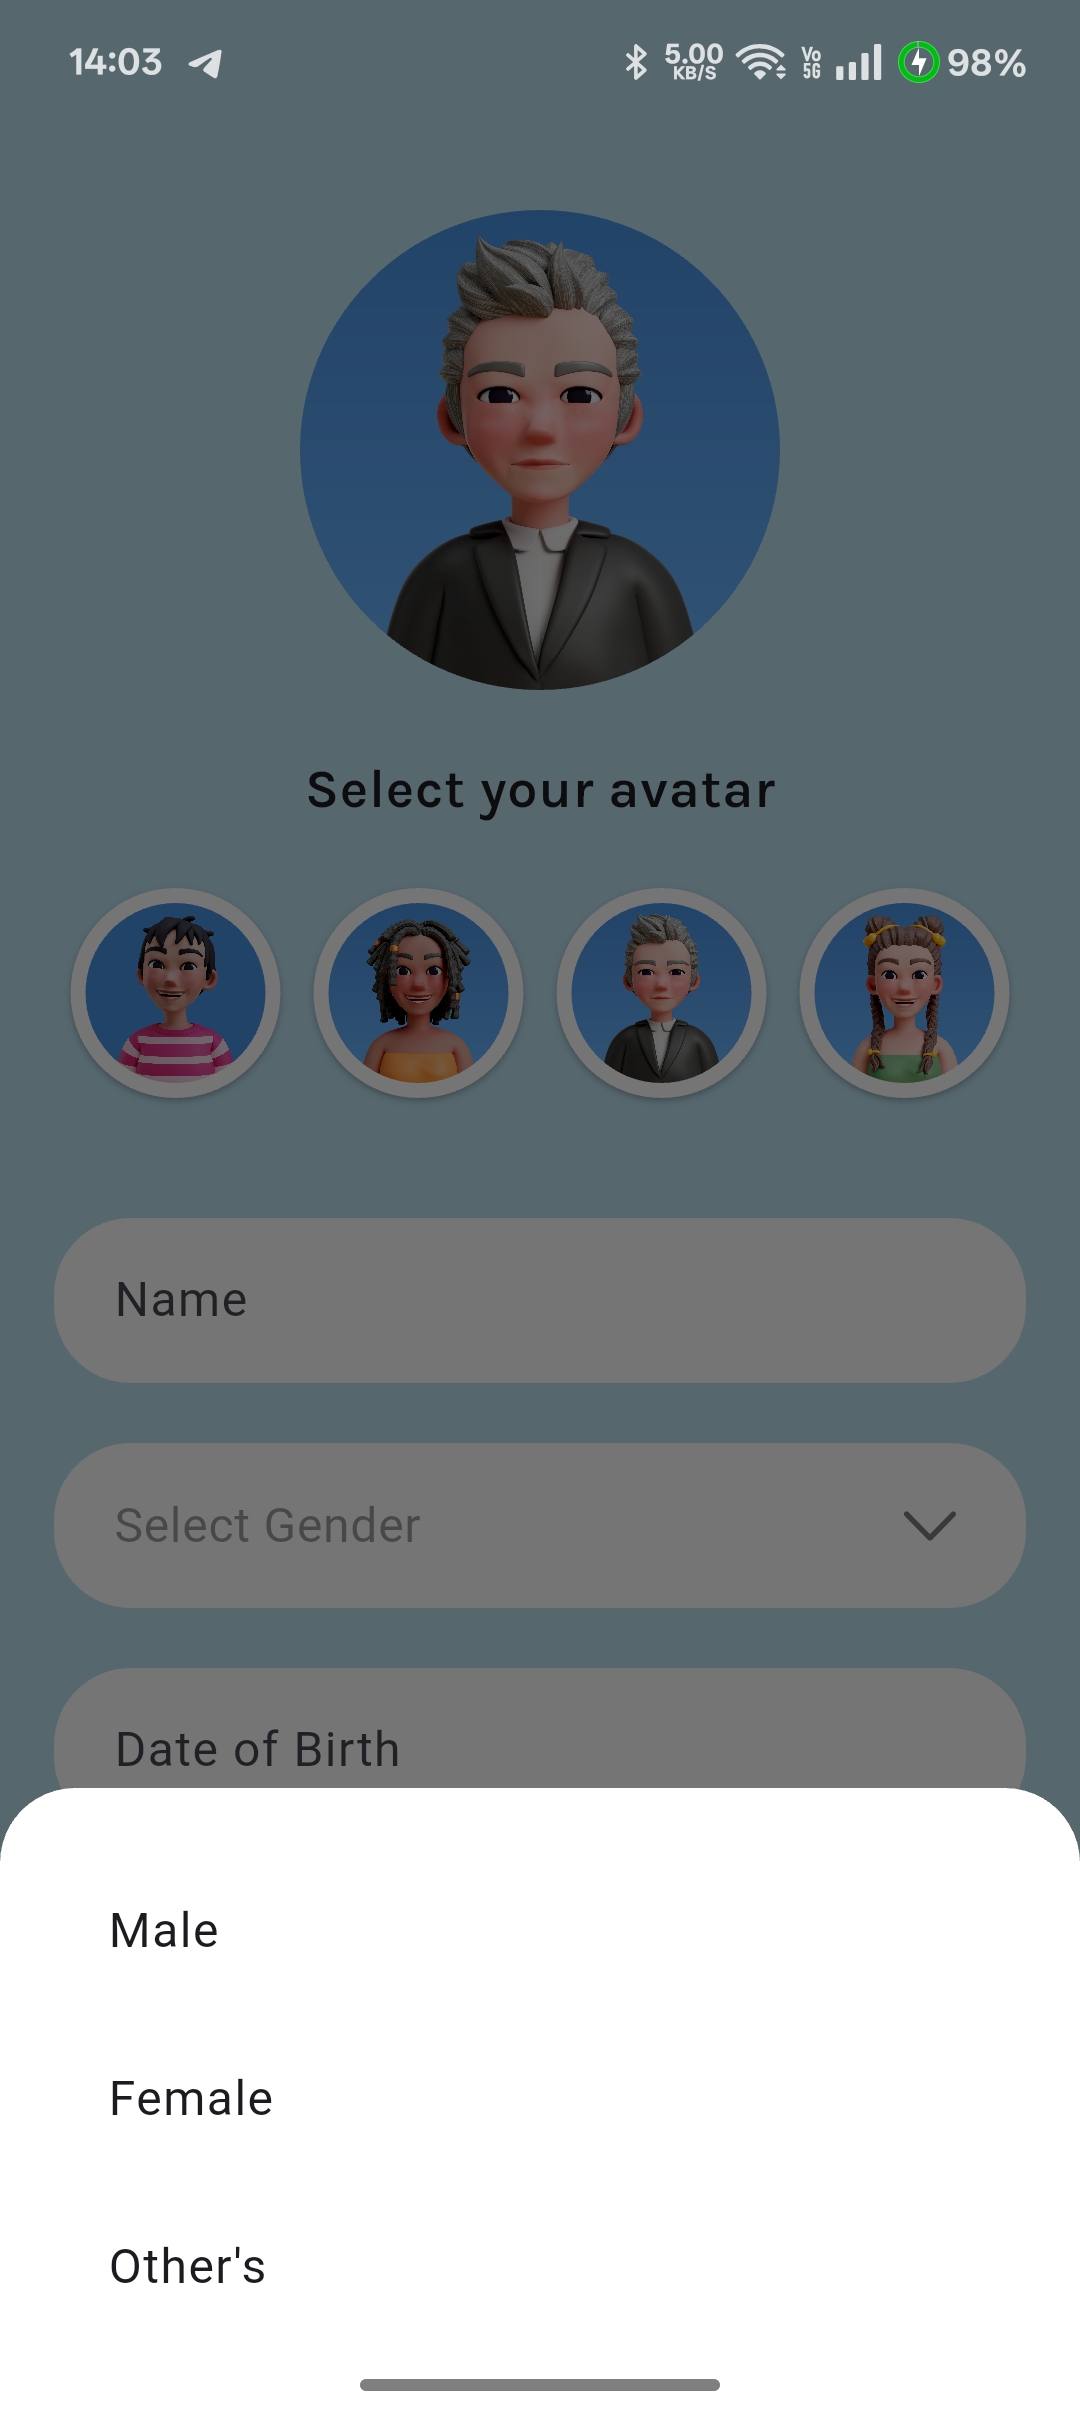 14:03 5.00 KB/S Vo 5G 98%
Select your avatar
Name
Select Gender
Date of Birth
Male
Female
Other's